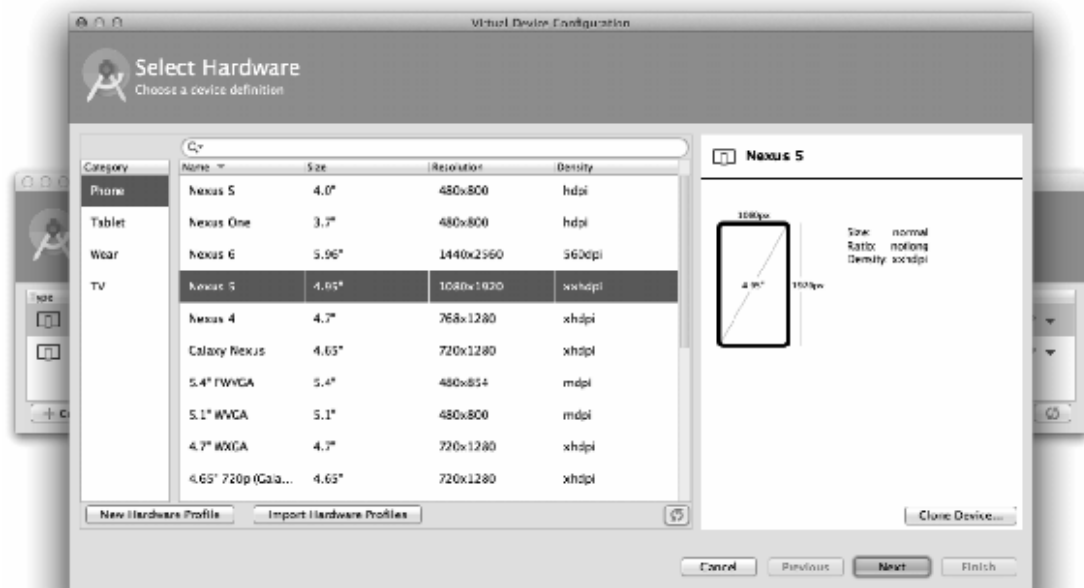 Virtual Device Configuration
Select Hardware
Choose a device definition
Category
Phone
Tablet
Wear
TV
Name Size Resolution Density
Nexus S 4.0" 480x800 hdpi
Nexus One 3.7" 480x800 hdpi
Nexus 6 5.96" 1440x2560 560dpi
Nexus 5 4.95" 1080x1920 xxhdpi
Nexus 4 4.7" 768x1280 xhdpi
Galaxy Nexus 4.65" 720x1280 xhdpi
5.4" FWVGA 5.4" 480x854 mdpi
5.1" WVGA 5.1" 480x800 mdpi
4.7" WXGA 4.7" 720x1280 xhdpi
4.65" 720p (Gala... 4.65" 720x1280 xhdpi
New Hardware Profile Import Hardware Profiles
Nexus 5
1080px
4.95"
1920px
Size: normal
Ratio: notlong
Density: xxhdpi
Clone Device...
Type
Cancel Previous Next Finish